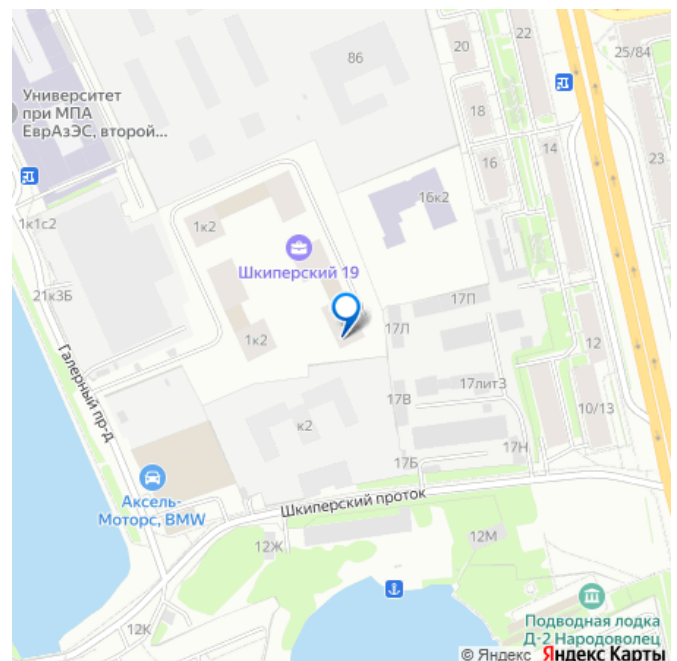 22
20
25/84
86
Университет
при МПА
ЕврАзЭС, второй...
18
14
16
23
16к2
1к1с2
1к2
Шкиперский 19
21к3Б
17П
17Л
12
1к2
Галерный пр-д
17лит3
17В
10/13
к2
17Н
17Б
Аксель-
Моторс, BMW
Шкиперский проток
12Ж
12М
12К
Подводная лодка
Д-2 Народоволец
© Яндекс Яндекс Карты